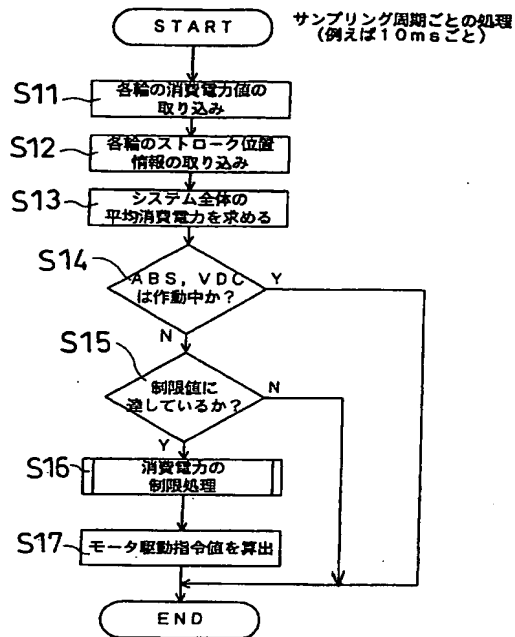 START
サンプリング周期ごとの処理
(例えば10msごと)
S11
各輪の消費電力値の
取り込み
S12
各輪のストローク位置
情報の取り込み
S13
システム全体の
平均消費電力を求める
S14
ABS,VDC
は作動中か?
Y
N
S15
制限値に
達しているか?
N
Y
S16
消費電力の
制限処理
S17
モータ駆動指令値を算出
END